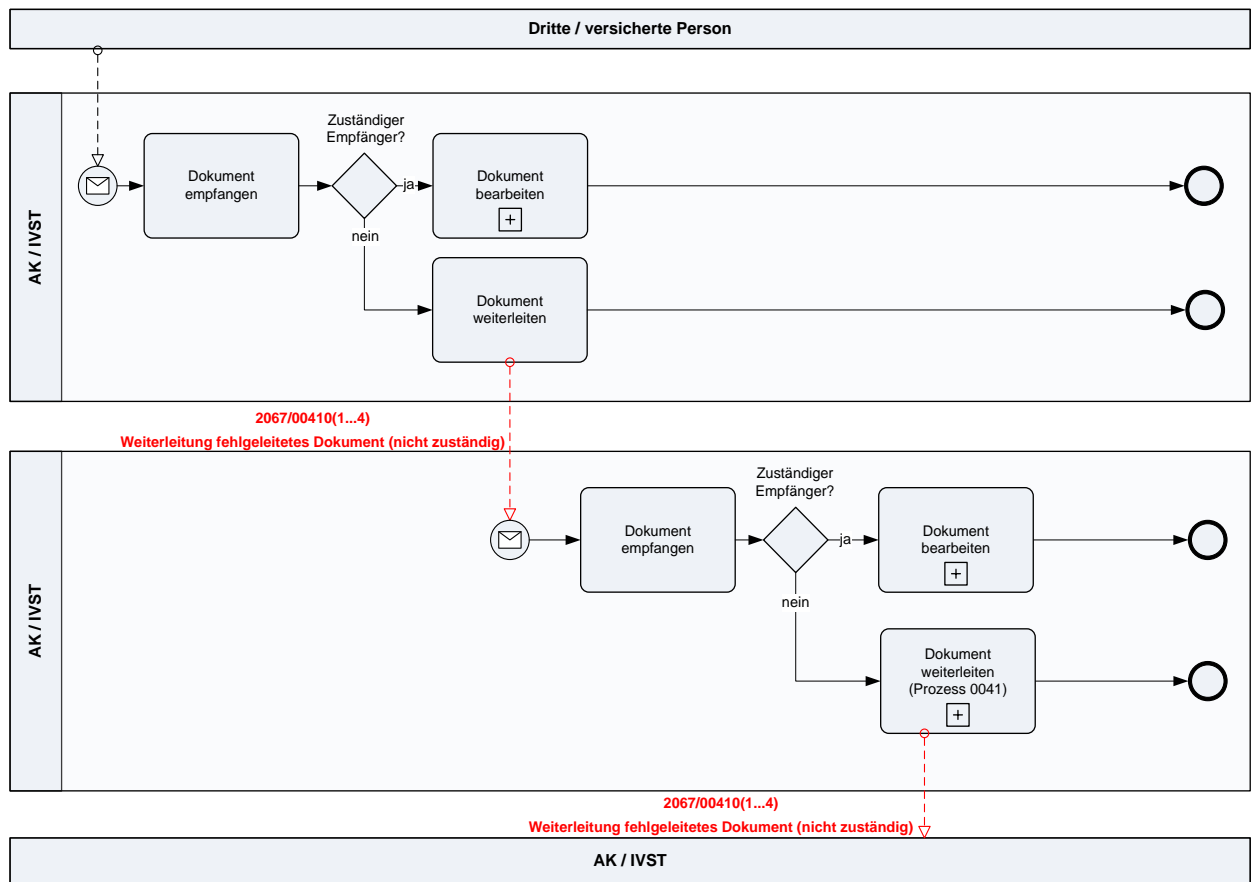 Dritte / versicherte Person
AK / IVST
Zuständiger
Empfänger?
Dokument
empfangen
ja
Dokument
bearbeiten
nein
Dokument
weiterleiten
2067/00410(1...4)
Weiterleitung fehlgeleitetes Dokument (nicht zuständig)
AK / IVST
Zuständiger
Empfänger?
Dokument
empfangen
ja
Dokument
bearbeiten
nein
Dokument
weiterleiten
(Prozess 0041)
2067/00410(1...4)
Weiterleitung fehlgeleitetes Dokument (nicht zuständig)
AK / IVST